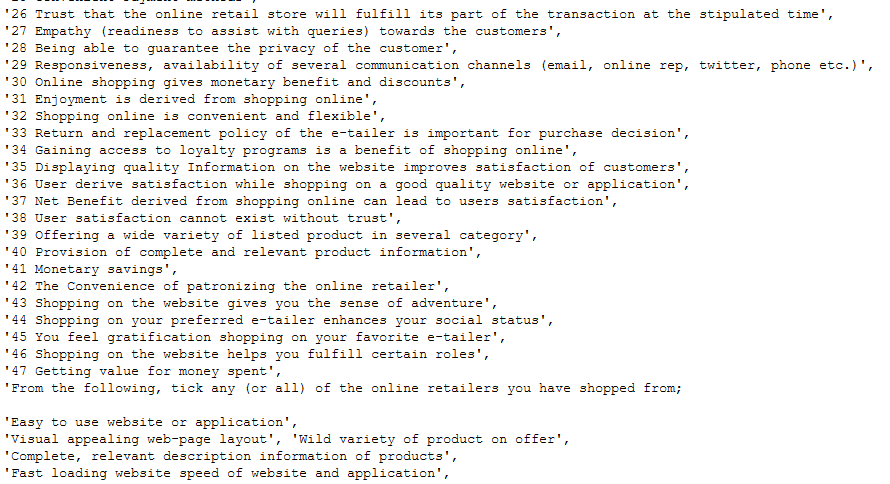 '26 Trust that the online retail store will fulfill its part of the transaction at the stipulated time',
'27 Empathy (readiness to assist with queries) towards the customers',
'28 Being able to guarantee the privacy of the customer',
'29 Responsiveness, availability of several communication channels (email, online rep, twitter, phone etc.)',
'30 Online shopping gives monetary benefit and discounts',
'31 Enjoyment is derived from shopping online',
'32 Shopping online is convenient and flexible',
'33 Return and replacement policy of the e-tailer is important for purchase decision',
'34 Gaining access to loyalty programs is a benefit of shopping online',
'35 Displaying quality Information on the website improves satisfaction of customers',
'36 User derive satisfaction while shopping on a good quality website or application',
'37 Net Benefit derived from shopping online can lead to users satisfaction',
'38 User satisfaction cannot exist without trust',
'39 Offering a wide variety of listed product in several category',
'40 Provision of complete and relevant product information',
'41 Monetary savings',
'42 The Convenience of patronizing the online retailer',
'43 Shopping on the website gives you the sense of adventure',
'44 Shopping on your preferred e-tailer enhances your social status',
'45 You feel gratification shopping on your favorite e-tailer',
'46 Shopping on the website helps you fulfill certain roles',
'47 Getting value for money spent',
'From the following, tick any (or all) of the online retailers you have shopped from;
'Easy to use website or application',
'Visual appealing web-page layout', 'Wild variety of product on offer',
'Complete, relevant description information of products',
'Fast loading website speed of website and application',